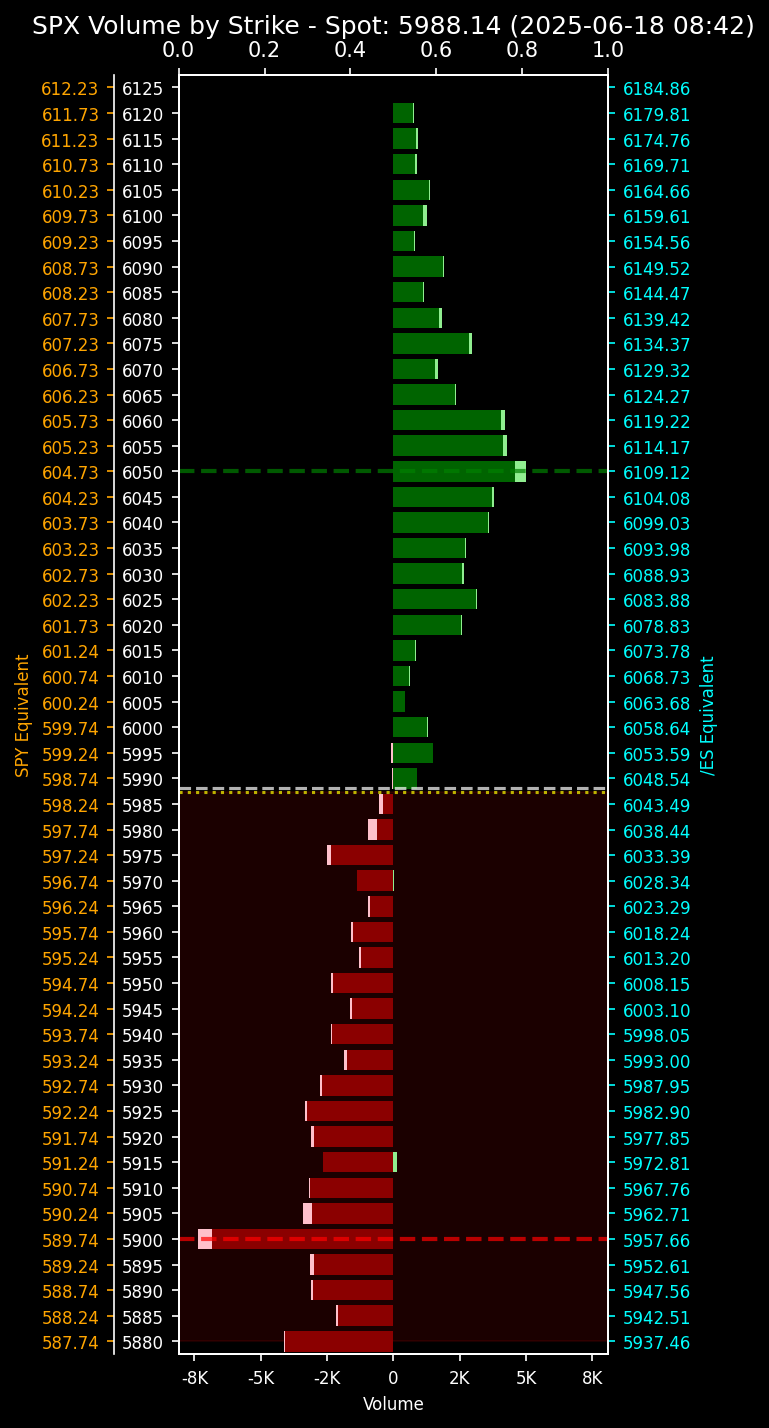 SPX Volume by Strike - Spot: 5988.14 (2025-06-18 08:42)
0.0 0.2 0.4 0.6 0.8 1.0
612.23 6125 6184.86
611.73 6120 6179.81
611.23 6115 6174.76
610.73 6110 6169.71
610.23 6105 6164.66
609.73 6100 6159.61
609.23 6095 6154.56
608.73 6090 6149.52
608.23 6085 6144.47
607.73 6080 6139.42
607.23 6075 6134.37
606.73 6070 6129.32
606.23 6065 6124.27
605.73 6060 6119.22
605.23 6055 6114.17
604.73 6050 6109.12
604.23 6045 6104.08
603.73 6040 6099.03
603.23 6035 6093.98
602.73 6030 6088.93
602.23 6025 6083.88
601.73 6020 6078.83
601.24 6015 6073.78
600.74 6010 6068.73
600.24 6005 6063.68
599.74 6000 6058.64
599.24 5995 6053.59
598.74 5990 6048.54
598.24 5985 6043.49
597.74 5980 6038.44
597.24 5975 6033.39
596.74 5970 6028.34
596.24 5965 6023.29
595.74 5960 6018.24
595.24 5955 6013.20
594.74 5950 6008.15
594.24 5945 6003.10
593.74 5940 5998.05
593.24 5935 5993.00
592.74 5930 5987.95
592.24 5925 5982.90
591.74 5920 5977.85
591.24 5915 5972.81
590.74 5910 5967.76
590.24 5905 5962.71
589.74 5900 5957.66
589.24 5895 5952.61
588.74 5890 5947.56
588.24 5885 5942.51
587.74 5880 5937.46
SPY Equivalent
/ES Equivalent
-8K -5K -2K 0 2K 5K 8K
Volume